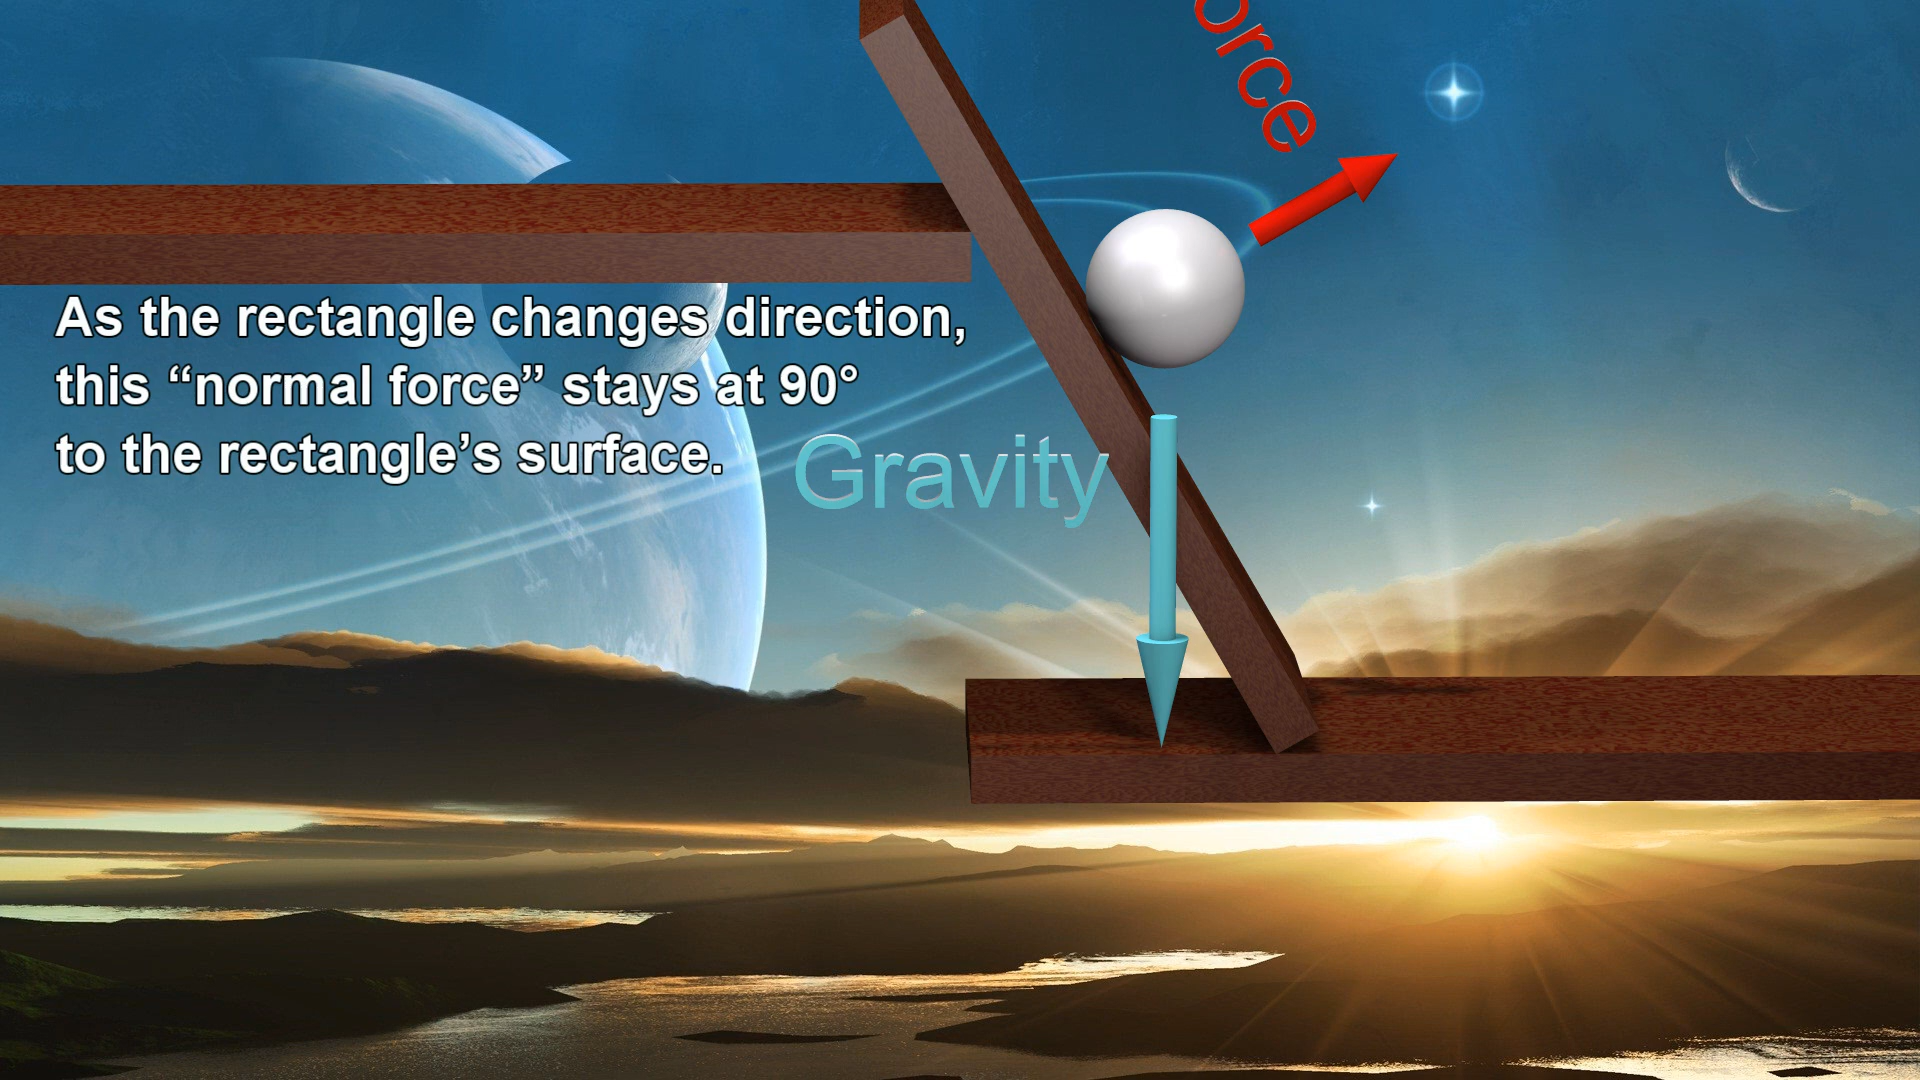 orce
As the rectangle changes direction,
this “normal force” stays at 90°
to the rectangle’s surface.
Gravity